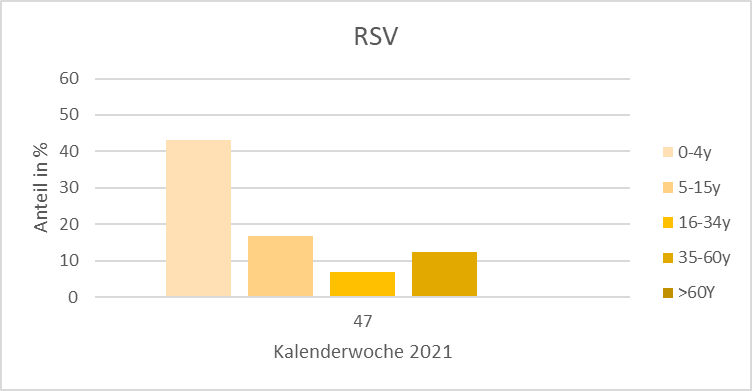 RSV
60
50
40
30
20
10
0
Anteil in %
47
Kalenderwoche 2021
0-4y
5-15y
16-34y
35-60y
>60Y